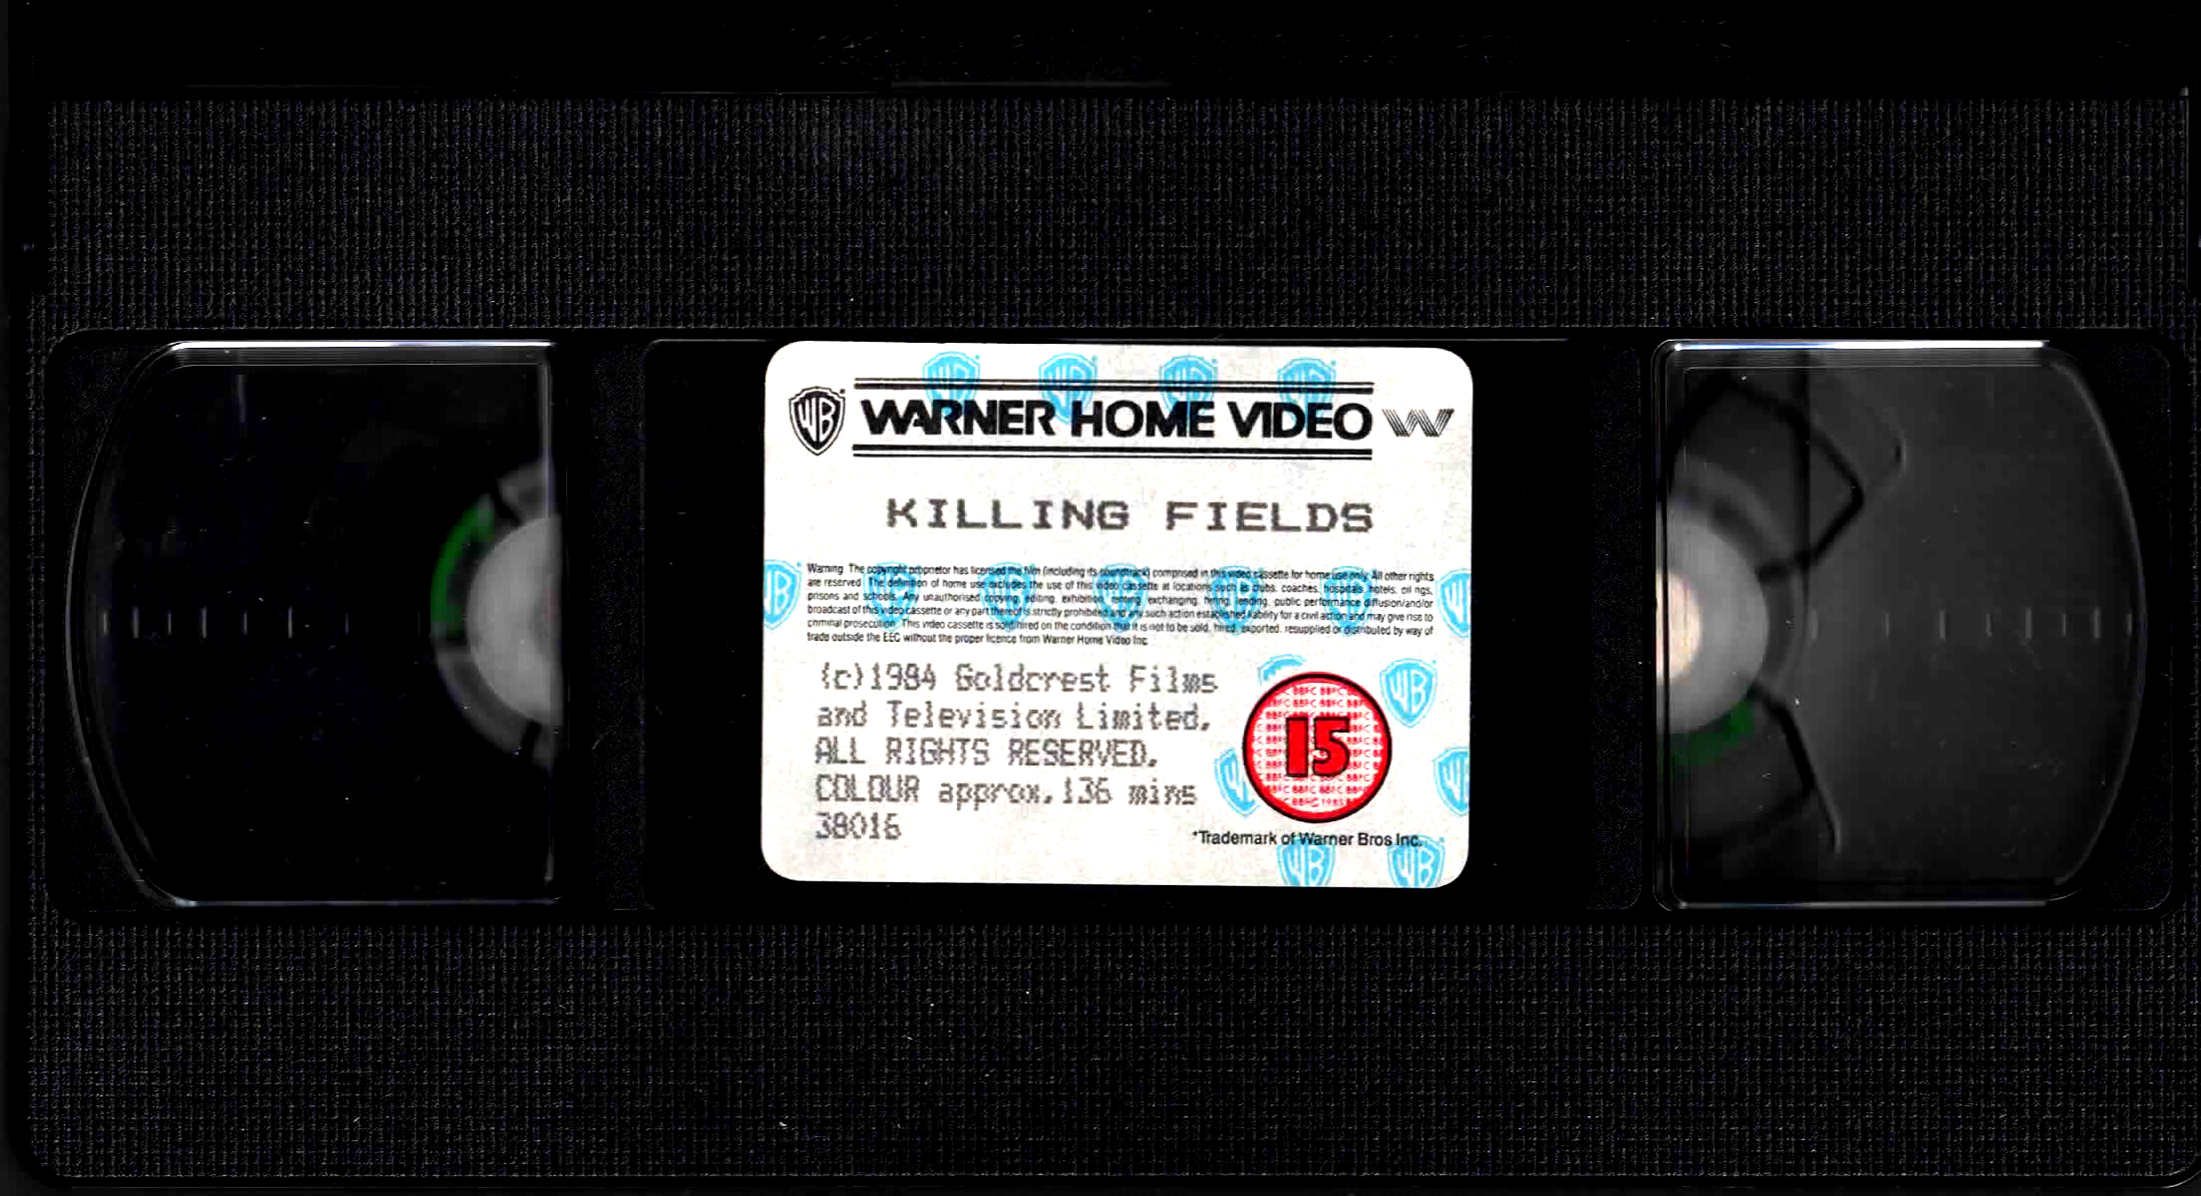 WB WARNER HOME VIDEO
KILLING FIELDS
Warning. The copyright proprietor has licensed the film (including its soundtrack) comprised in this video cassette for home use only. All other rights
are reserved. The definition of home use excludes the use of this video cassette at locations such as clubs, coaches, hospitals, hotels, oil rigs,
prisons and schools. Any unauthorised copying, editing, exhibition, renting, exchanging, hiring, lending, public performance diffusion/and/or
broadcast of this video cassette or any part thereof is strictly prohibited and any such action established liability for a civil action and may give rise to
criminal prosecution. This video cassette is sold/hired on the condition that it is not to be sold, hired, exported, resupplied or distributed by way of
trade outside the EEC without the proper licence from Warner Home Video Inc.
(c)1984 Goldcrest Films
and Television Limited.
ALL RIGHTS RESERVED.
COLOUR approx.136 mins
38016
15
*Trademark of Warner Bros Inc.